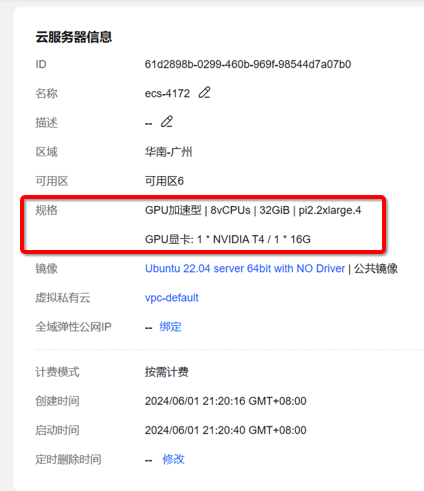 云服务器信息
ID 61d2898b-0299-460b-969f-98544d7a07b0
名称 ecs-4172
描述 --
区域 华南-广州
可用区 可用区6
规格 GPU加速型 | 8vCPUs | 32GiB | pi2.2xlarge.4
GPU显卡: 1 * NVIDIA T4 / 1 * 16G
镜像 Ubuntu 22.04 server 64bit with NO Driver | 公共镜像
虚拟私有云 vpc-default
全域弹性公网IP -- 绑定
计费模式 按需计费
创建时间 2024/06/01 21:20:16 GMT+08:00
启动时间 2024/06/01 21:20:40 GMT+08:00
定时删除时间 -- 修改